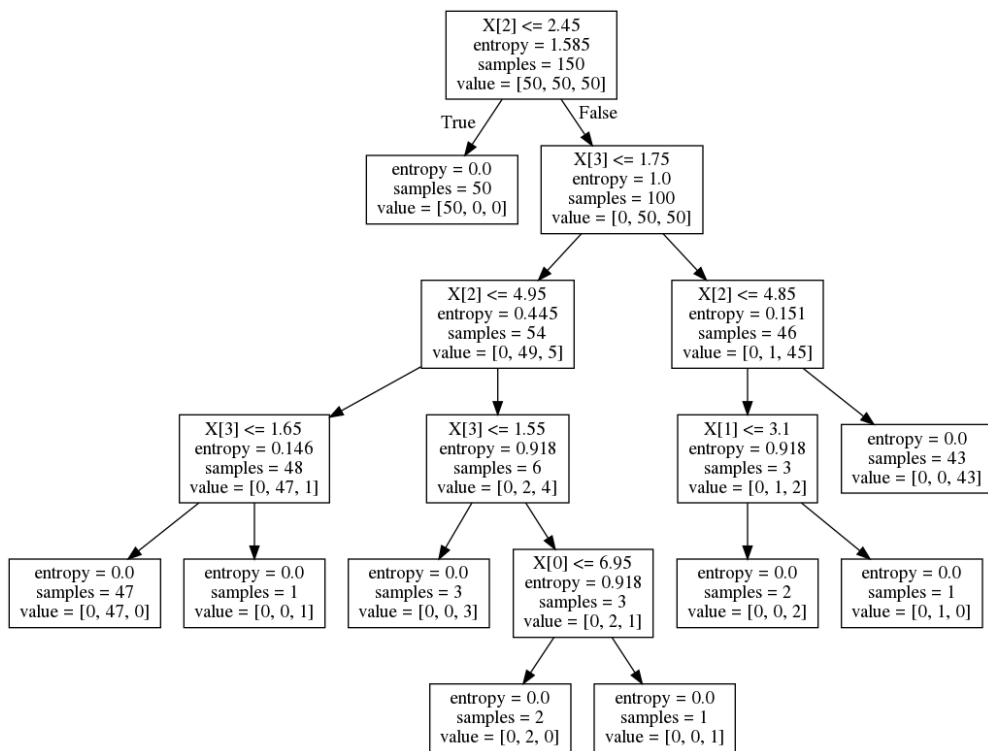 X[2] <= 2.45
entropy = 1.585
samples = 150
value = [50, 50, 50]
True
False
entropy = 0.0
samples = 50
value = [50, 0, 0]
X[3] <= 1.75
entropy = 1.0
samples = 100
value = [0, 50, 50]
X[2] <= 4.95
entropy = 0.445
samples = 54
value = [0, 49, 5]
X[2] <= 4.85
entropy = 0.151
samples = 46
value = [0, 1, 45]
X[3] <= 1.65
entropy = 0.146
samples = 48
value = [0, 47, 1]
X[3] <= 1.55
entropy = 0.918
samples = 6
value = [0, 2, 4]
X[1] <= 3.1
entropy = 0.918
samples = 3
value = [0, 1, 2]
entropy = 0.0
samples = 43
value = [0, 0, 43]
entropy = 0.0
samples = 47
value = [0, 47, 0]
entropy = 0.0
samples = 1
value = [0, 0, 1]
entropy = 0.0
samples = 3
value = [0, 0, 3]
X[0] <= 6.95
entropy = 0.918
samples = 3
value = [0, 2, 1]
entropy = 0.0
samples = 2
value = [0, 0, 2]
entropy = 0.0
samples = 1
value = [0, 1, 0]
entropy = 0.0
samples = 2
value = [0, 2, 0]
entropy = 0.0
samples = 1
value = [0, 0, 1]